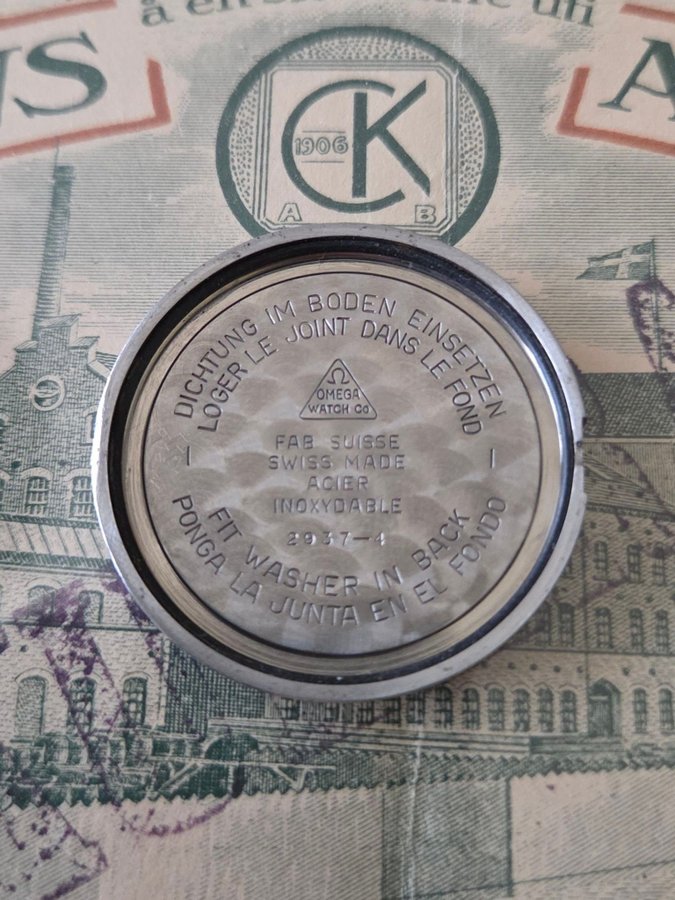 1906
CK
A B
DICHTUNG IM BODEN EINSETZEN
LOGER LE JOINT DANS LE FOND
Ω
OMEGA
WATCH Co
FAB SUISSE
SWISS MADE
ACIER
INOXYDABLE
2937-4
FIT WASHER IN BACK
PONGA LA JUNTA EN EL FONDO